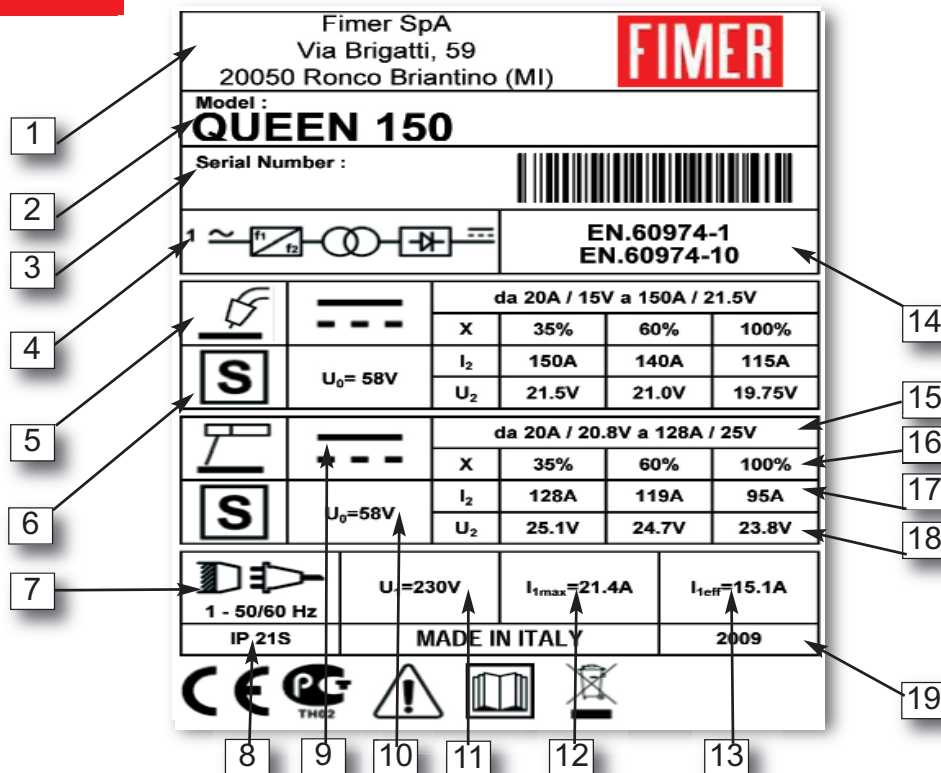 Fimer SpA
Via Brigatti, 59
20050 Ronco Briantino (MI)
FIMER
Model :
QUEEN 150
Serial Number :
1
f1
f2
EN.60974-1
EN.60974-10
da 20A / 15V a 150A / 21.5V
X 35% 60% 100%
S
U0= 58V
I2 150A 140A 115A
U2 21.5V 21.0V 19.75V
da 20A / 20.8V a 128A / 25V
X 35% 60% 100%
S
U0=58V
I2 128A 119A 95A
U2 25.1V 24.7V 23.8V
1 - 50/60 Hz
U1=230V
I1max=21.4A
I1eff=15.1A
IP 21S
MADE IN ITALY
2009
CE
PCT
TH02
1
2
3
4
5
6
7
8
9
10
11
12
13
14
15
16
17
18
19